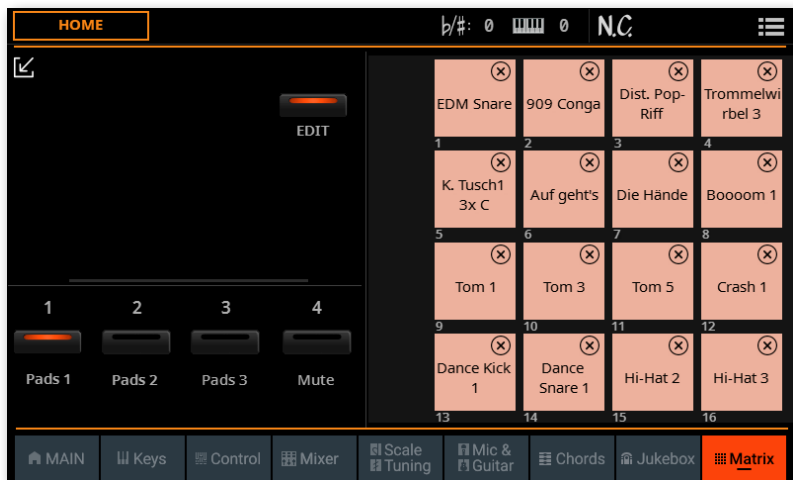 HOME
♭/#: 0
0
N.C.
EDIT
EDM Snare
909 Conga
Dist. Pop-
Riff
Trommelwi
rbel 3
1
2
3
4
K. Tusch1
3x C
Auf geht's
Die Hände
Boooom 1
5
6
7
8
Tom 1
Tom 3
Tom 5
Crash 1
9
10
11
12
Dance Kick
1
Dance
Snare 1
Hi-Hat 2
Hi-Hat 3
13
14
15
16
1
2
3
4
Pads 1
Pads 2
Pads 3
Mute
MAIN
Keys
Control
Mixer
Scale
Tuning
Mic &
Guitar
Chords
Jukebox
Matrix